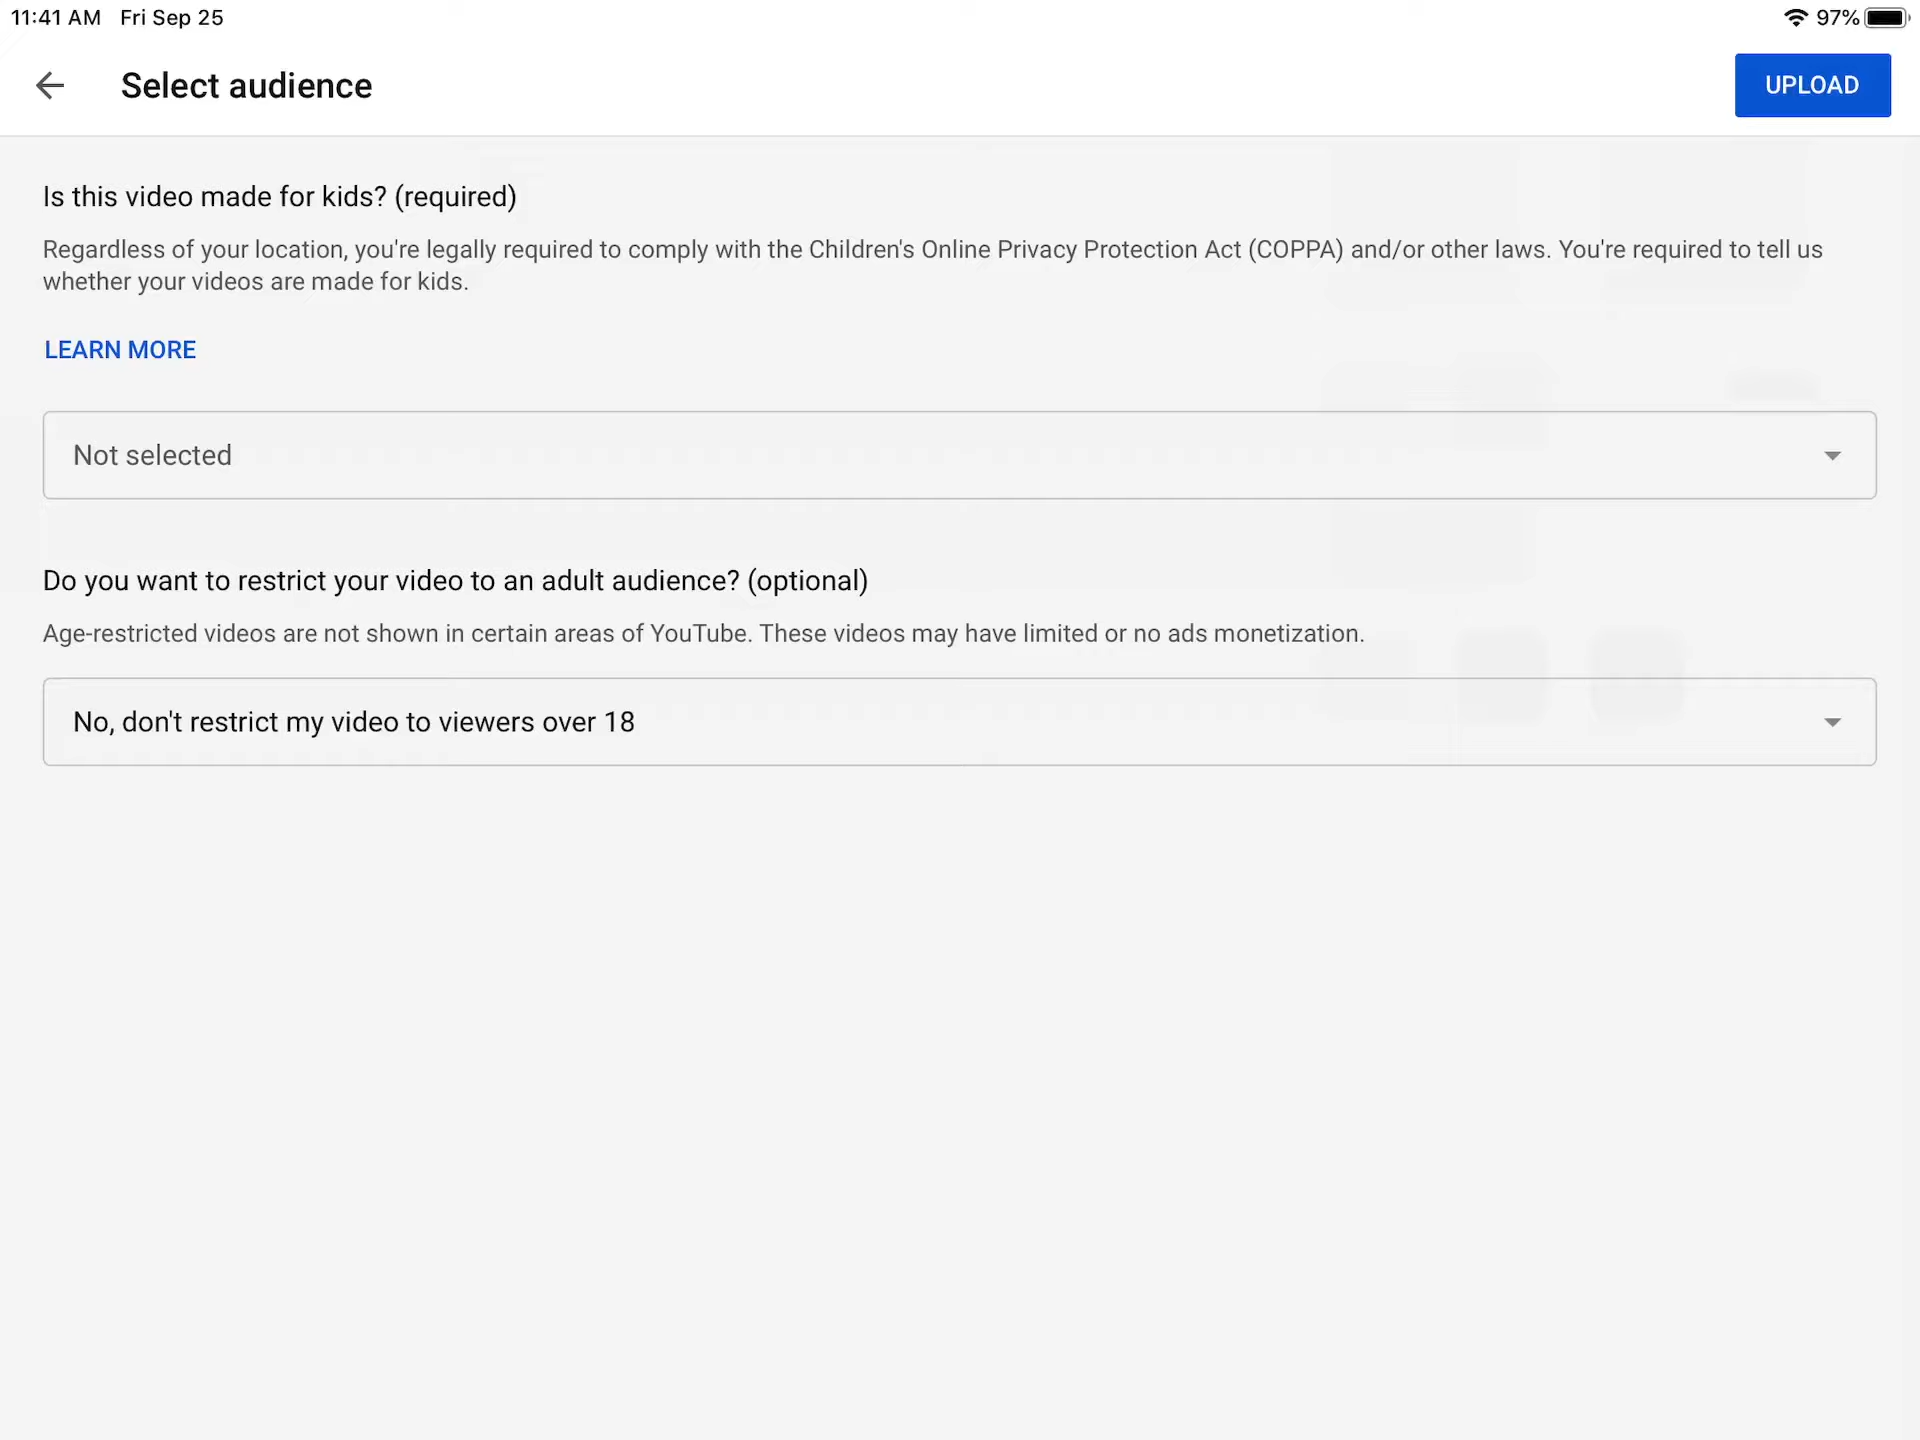 11:41 AM Fri Sep 25
97%
Select audience
UPLOAD
Is this video made for kids? (required)
Regardless of your location, you're legally required to comply with the Children's Online Privacy Protection Act (COPPA) and/or other laws. You're required to tell us
whether your videos are made for kids.
LEARN MORE
Not selected
Do you want to restrict your video to an adult audience? (optional)
Age-restricted videos are not shown in certain areas of YouTube. These videos may have limited or no ads monetization.
No, don't restrict my video to viewers over 18